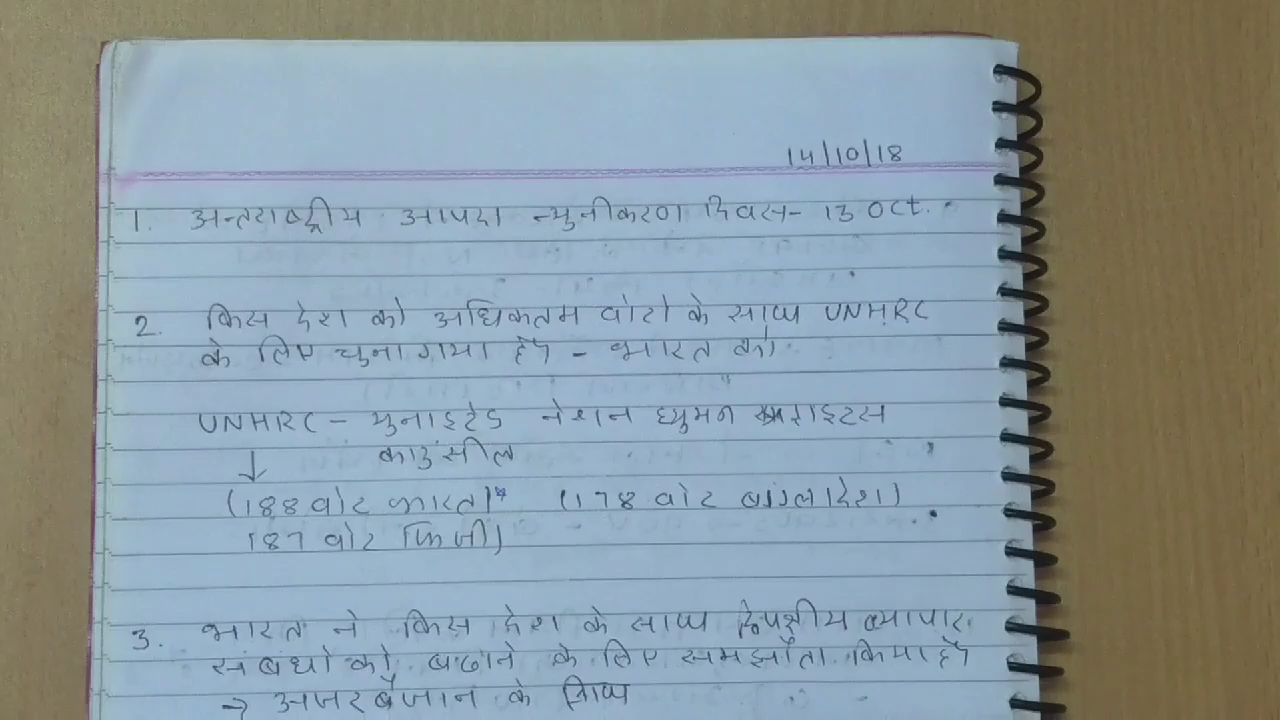 14/10/18
1. अन्तराष्ट्रीय आपदा न्युनीकरण दिवस- 13 Oct.
2. किस देश को अधिकतम वोटो के साथ UNHRC
के लिए चुना गया है? - भारत को
UNHRC - युनाइटेड नेशन ह्युमन राइटस
काउंसील
↓
(188 वोट भारत) (178 वोट बांग्लादेश)
187 वोट फिजी)
3. भारत ने किस देश के साथ द्विपक्षीय व्यापार
संबंधो को बढाने के लिए समझौता किया है?
→ अजरबैजान के साथ